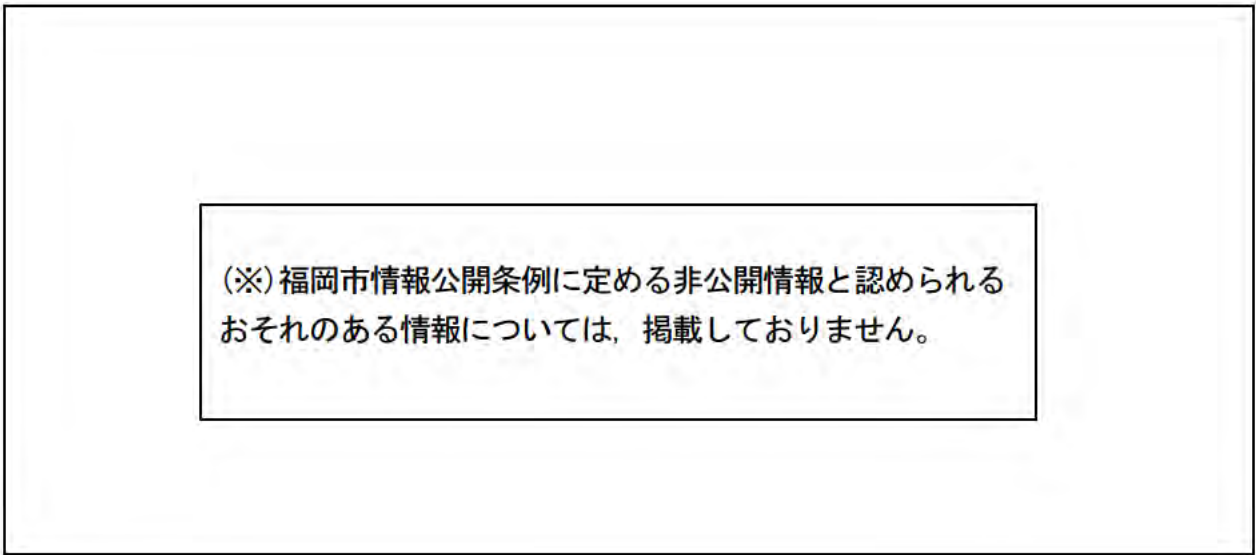 (※)福岡市情報公開条例に定める非公開情報と認められる
おそれのある情報については，掲載しておりません。